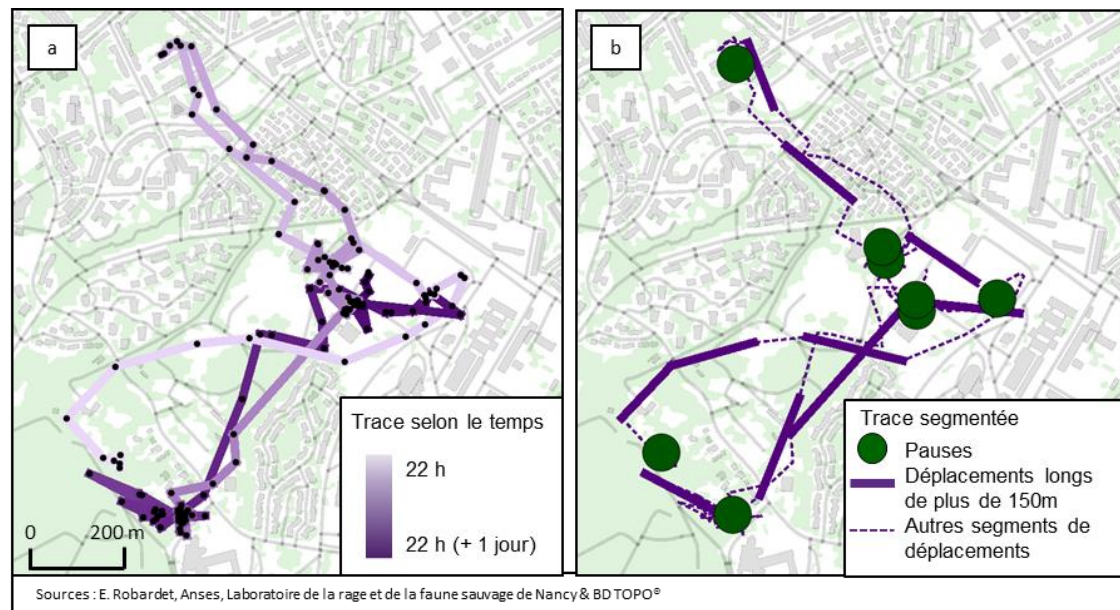 a
Trace selon le temps
22 h
22 h (+ 1 jour)
0 200 m
b
Trace segmentée
Pauses
Déplacements longs
de plus de 150m
Autres segments de
déplacements
Sources : E. Robardet, Anses, Laboratoire de la rage et de la faune sauvage de Nancy & BD TOPO®